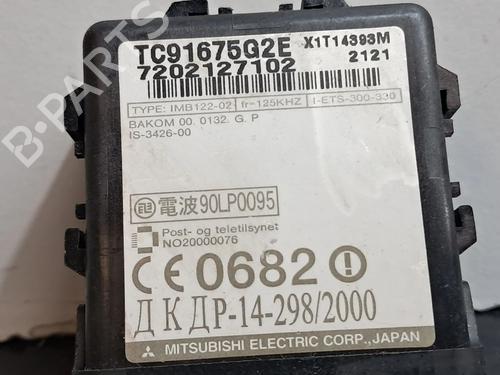 TC91675G2E X1T14393M
7202127102 2121
TYPE: IMB122-02 fr=125KHZ I-ETS-300-330
BAKOM 00. 0132. G. P
IS-3426-00
電波90LP0095
Post- og teletilsynet
NO20000076
CE 0682
Д К ДР-14-298/2000
MITSUBISHI ELECTRIC CORP., JAPAN